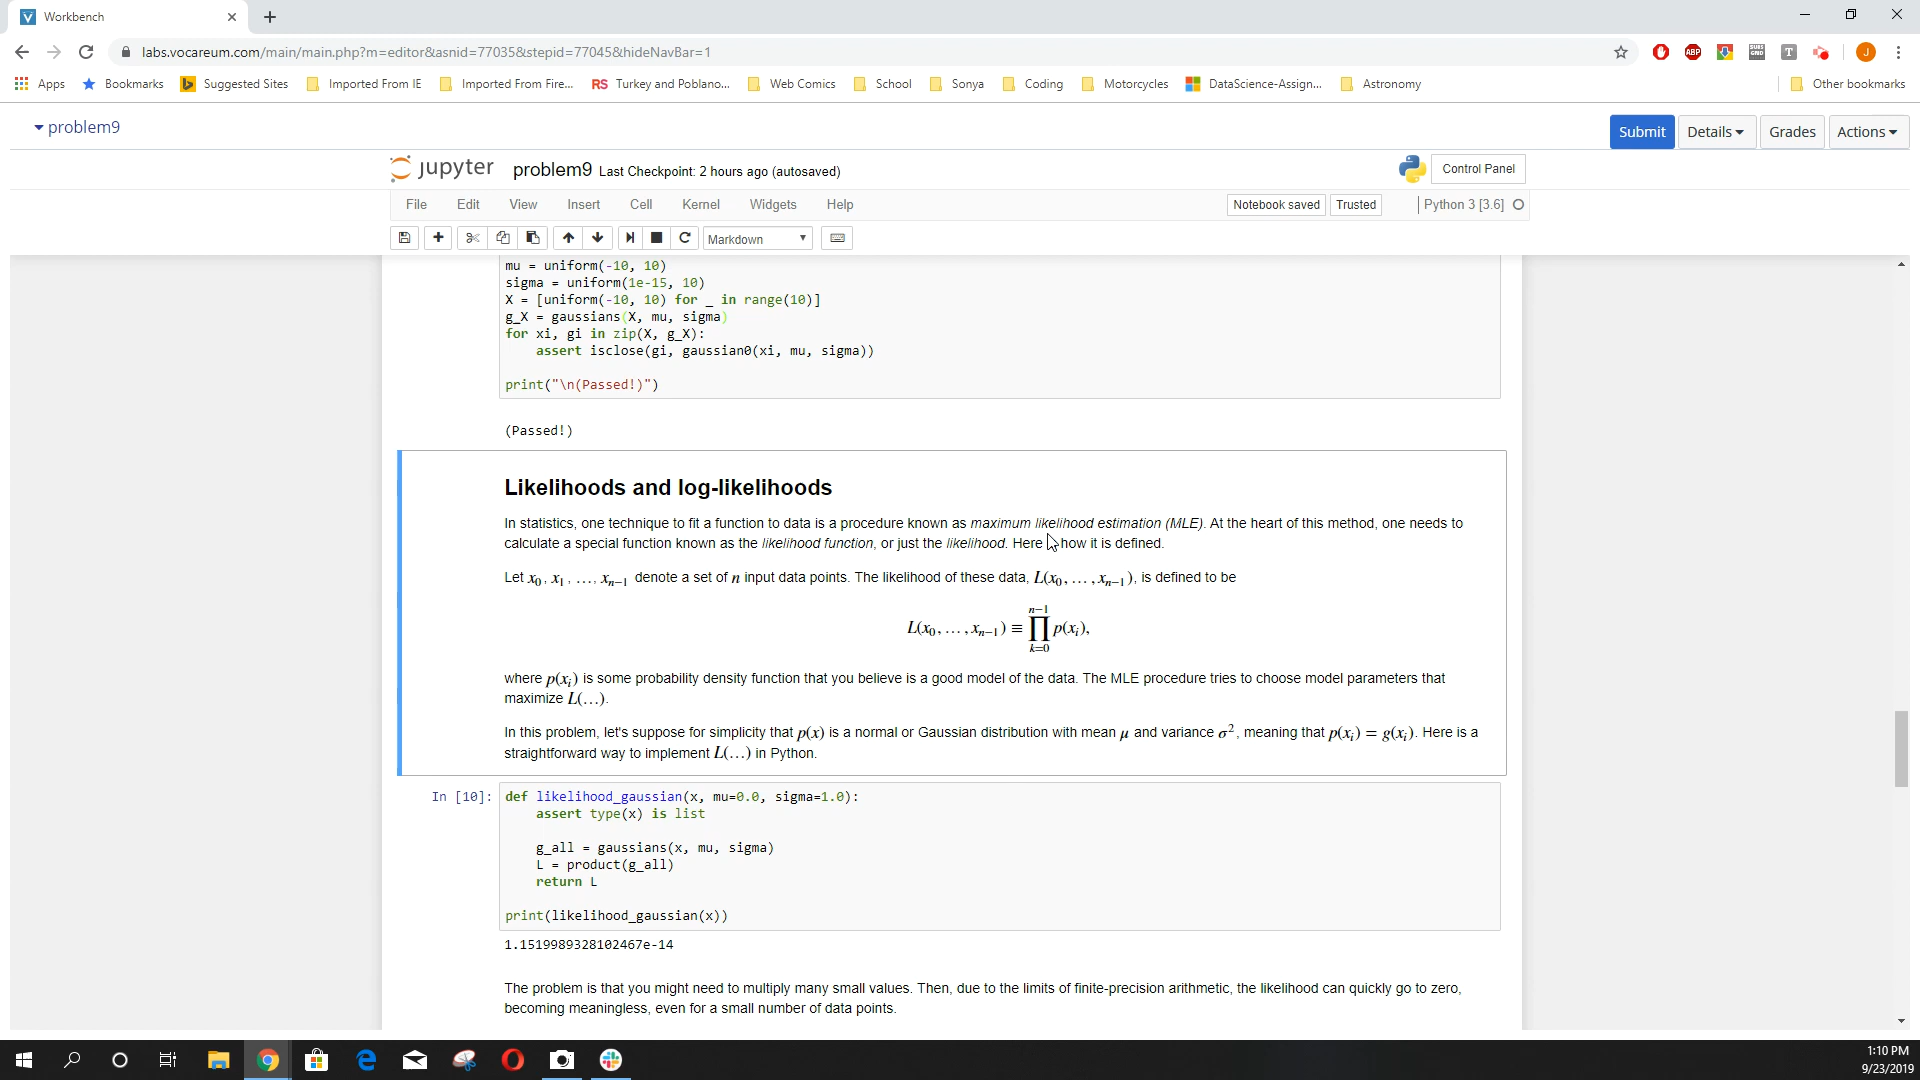 Workbench
labs.vocareum.com/main/main.php?m=editor&asnid=77035&stepid=77045&hideNavBar=1
Apps Bookmarks Suggested Sites Imported From IE Imported From Fire... RS Turkey and Poblano... Web Comics School Sonya Coding Motorcycles DataScience-Assign... Astronomy Other bookmarks
problem9
Submit Details Grades Actions
jupyter problem9 Last Checkpoint: 2 hours ago (autosaved) Control Panel
File Edit View Insert Cell Kernel Widgets Help Notebook saved Trusted Python 3 [3.6]
Markdown
mu = uniform(-10, 10)
sigma = uniform(1e-15, 10)
X = [uniform(-10, 10) for _ in range(10)]
g_X = gaussians(X, mu, sigma)
for xi, gi in zip(X, g_X):
    assert isclose(gi, gaussian0(xi, mu, sigma))
print("\n(Passed!)")
(Passed!)
Likelihoods and log-likelihoods
In statistics, one technique to fit a function to data is a procedure known as maximum likelihood estimation (MLE). At the heart of this method, one needs to
calculate a special function known as the likelihood function, or just the likelihood. Here how it is defined.
Let x₀, x₁, …, xₙ₋₁ denote a set of n input data points. The likelihood of these data, L(x₀, …, xₙ₋₁), is defined to be
L(x₀, …, xₙ₋₁) ≡ ∏ₖ₌₀ⁿ⁻¹ p(xᵢ),
where p(xᵢ) is some probability density function that you believe is a good model of the data. The MLE procedure tries to choose model parameters that
maximize L(…).
In this problem, let's suppose for simplicity that p(x) is a normal or Gaussian distribution with mean μ and variance σ², meaning that p(xᵢ) = g(xᵢ). Here is a
straightforward way to implement L(…) in Python.
In [10]: def likelihood_gaussian(x, mu=0.0, sigma=1.0):
    assert type(x) is list
    g_all = gaussians(x, mu, sigma)
    L = product(g_all)
    return L
print(likelihood_gaussian(x))
1.1519989328102467e-14
The problem is that you might need to multiply many small values. Then, due to the limits of finite-precision arithmetic, the likelihood can quickly go to zero,
becoming meaningless, even for a small number of data points.
1:10 PM
9/23/2019